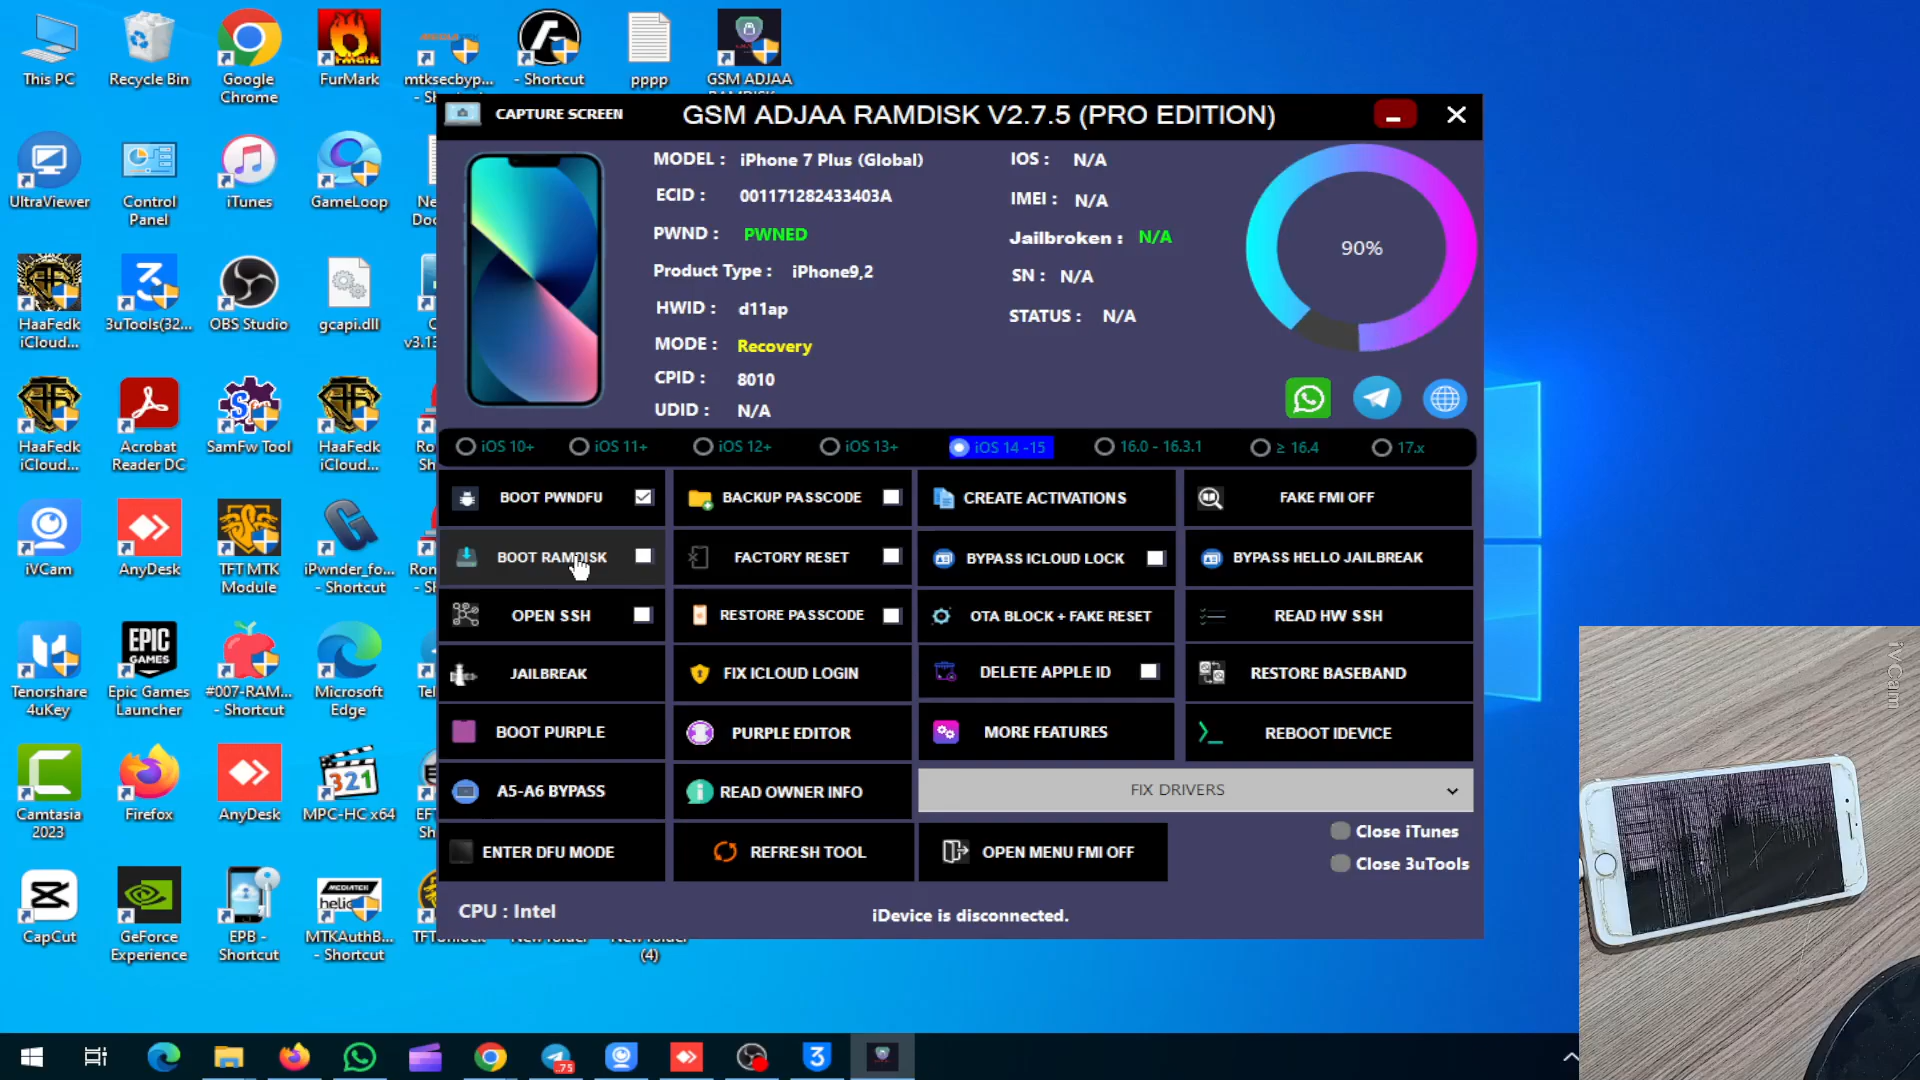 This PC
Recycle Bin
Google
Chrome
FurMark
mtksecbyp...
- Shortcut
pppp
GSM ADJAA
UltraViewer
Control
Panel
iTunes
GameLoop
HaaFedk
iCloud...
3uTools(32...
OBS Studio
gcapi.dll
v3.13
HaaFedk
iCloud...
Acrobat
Reader DC
SamFw Tool
HaaFedk
iCloud...
iVCam
AnyDesk
TFT MTK
Module
iPwnder_fo...
- Shortcut
Tenorshare
4uKey
EPIC
GAMES
Epic Games
Launcher
#007-RAM...
- Shortcut
Microsoft
Edge
Camtasia
2023
Firefox
AnyDesk
321
MPC-HC x64
CapCut
GeForce
Experience
EPB -
Shortcut
MEDIATEK
helio
MTKAuthB...
- Shortcut
(4)
CAPTURE SCREEN
GSM ADJAA RAMDISK V2.7.5 (PRO EDITION)
MODEL : iPhone 7 Plus (Global)
ECID : 001171282433403A
PWND : PWNED
Product Type : iPhone9,2
HWID : d11ap
MODE : Recovery
CPID : 8010
UDID : N/A
IOS : N/A
IMEI : N/A
Jailbroken : N/A
SN : N/A
STATUS : N/A
90%
iOS 10+ iOS 11+ iOS 12+ iOS 13+ iOS 14 -15 16.0 - 16.3.1 ≥ 16.4 17.x
BOOT PWNDFU BACKUP PASSCODE CREATE ACTIVATIONS FAKE FMI OFF
BOOT RAMDISK FACTORY RESET BYPASS ICLOUD LOCK BYPASS HELLO JAILBREAK
OPEN SSH RESTORE PASSCODE OTA BLOCK + FAKE RESET READ HW SSH
JAILBREAK FIX ICLOUD LOGIN DELETE APPLE ID RESTORE BASEBAND
BOOT PURPLE PURPLE EDITOR MORE FEATURES REBOOT IDEVICE
A5-A6 BYPASS READ OWNER INFO FIX DRIVERS
Close iTunes
ENTER DFU MODE REFRESH TOOL OPEN MENU FMI OFF
Close 3uTools
CPU : Intel
iDevice is disconnected.
iVCam
75